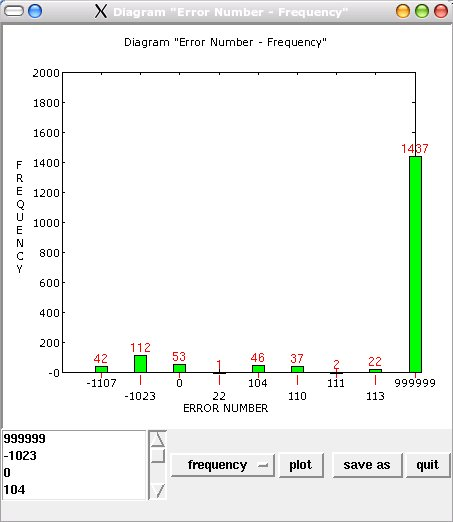 X Diagram "Error Number - Frequency"
Diagram "Error Number - Frequency"
2000
1800
1600
1400
1200
1000
800
600
400
200
-0
FREQUENCY
42 112 53 1 46 37 2 22 1437
-1107 0 22 104 111 999999
-1023 110 113
ERROR NUMBER
999999
-1023
0
104
frequency plot save as quit